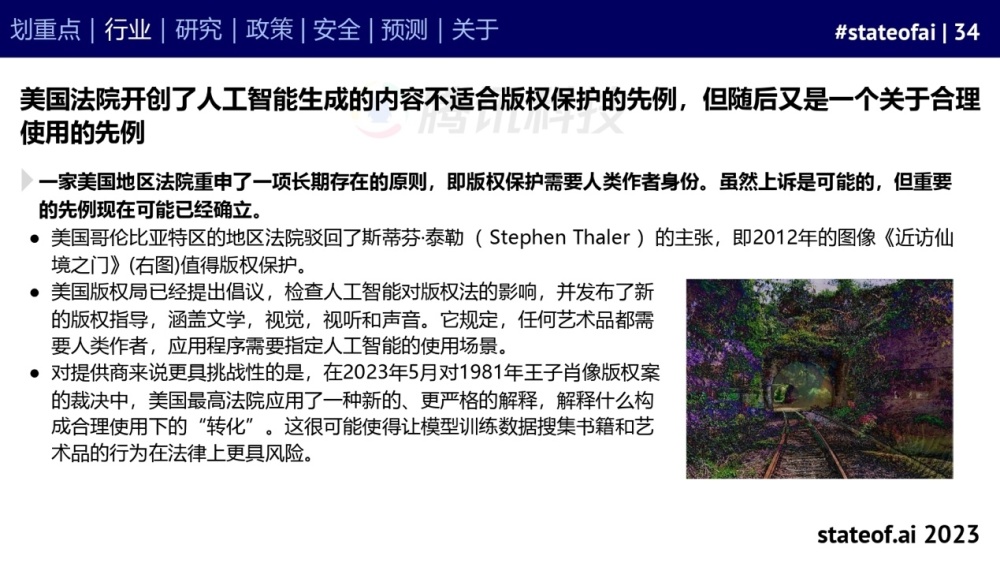 划重点 | 行业 | 研究 | 政策 | 安全 | 预测 | 关于
#stateofai | 34
美国法院开创了人工智能生成的内容不适合版权保护的先例，但随后又是一个关于合理
使用的先例
腾讯科技
一家美国地区法院重申了一项长期存在的原则，即版权保护需要人类作者身份。虽然上诉是可能的，但重要
的先例现在可能已经确立。
● 美国哥伦比亚特区的地区法院驳回了斯蒂芬·泰勒（ Stephen Thaler ）的主张，即2012年的图像《近访仙
境之门》(右图)值得版权保护。
● 美国版权局已经提出倡议，检查人工智能对版权法的影响，并发布了新
的版权指导，涵盖文学，视觉，视听和声音。它规定，任何艺术品都需
要人类作者，应用程序需要指定人工智能的使用场景。
● 对提供商来说更具挑战性的是，在2023年5月对1981年王子肖像版权案
的裁决中，美国最高法院应用了一种新的、更严格的解释，解释什么构
成合理使用下的“转化”。这很可能使得让模型训练数据搜集书籍和艺
术品的行为在法律上更具风险。
stateof.ai 2023